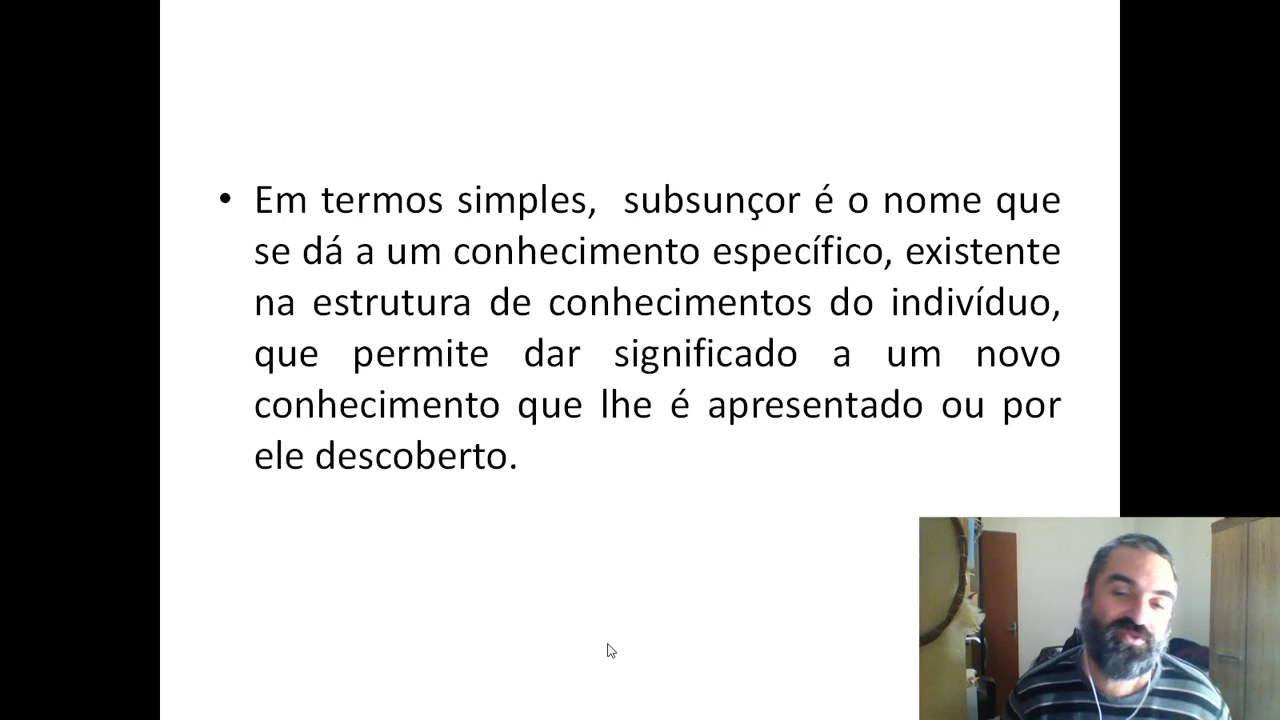 • Em termos simples,  subsunçor é o nome que
se dá a um conhecimento específico, existente
na estrutura de conhecimentos do indivíduo,
que permite dar significado a um novo
conhecimento que lhe é apresentado ou por
ele descoberto.